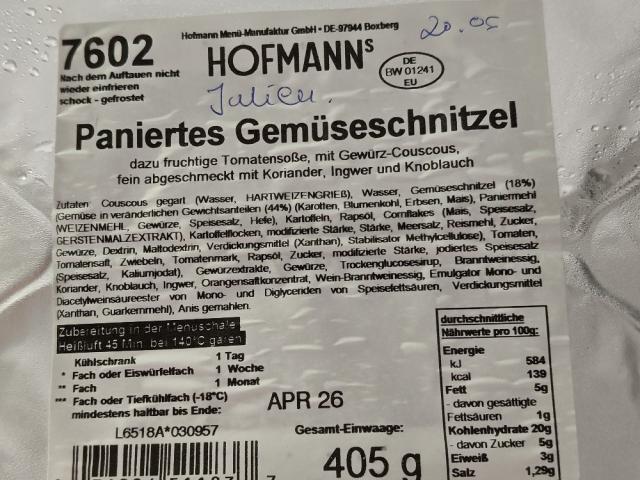 Hofmann Menü-Manufaktur GmbH • DE-97944 Boxberg
20.05
7602
HOFMANNS
DE
BW 01241
EU
Nach dem Auftauen nicht
wieder einfrieren
schock - gefrostet
Paniertes Gemüseschnitzel
dazu fruchtige Tomatensoße, mit Gewürz-Couscous,
fein abgeschmeckt mit Koriander, Ingwer und Knoblauch
Zutaten: Couscous gegart (Wasser, HARTWEIZENGRIEß), Wasser, Gemüseschnitzel (18%)
(Gemüse in veränderlichen Gewichtsanteilen (44%) (Karotten, Blumenkohl, Erbsen, Mais), Paniermehl
(WEIZENMEHL, Gewürze, Speisesalz, Hefe), Kartoffeln, Rapsöl, Cornflakes (Mais, Speisesalz,
GERSTENMALZEXTRAKT), Kartoffelflocken, modifizierte Stärke, Stärke, Meersalz, Reismehl, Zucker,
Gewürze, Dextrin, Maltodextrin, Verdickungsmittel (Xanthan), Stabilisator Methylcellulose), Tomaten,
Tomatensaft, Zwiebeln, Tomatenmark, Rapsöl, Zucker, modifizierte Stärke, jodiertes Speisesalz
(Speisesalz, Kaliumjodat), Gewürzextrakte, Gewürze, Trockenglucosesirup, Branntweinessig,
Koriander, Knoblauch, Ingwer, Orangensaftkonzentrat, Wein-Branntweinessig, Emulgator Mono- und
Diacetylweinsäureester von Mono- und Diglyceriden von Speisefettsäuren, Verdickungsmittel
(Xanthan, Guarkernmehl), Anis gemahlen.
Zubereitung in der Menuschale
Heißluft 45 Min. bei 140°C garen
Kühlschrank 1 Tag
* Fach oder Eiswürfelfach 1 Woche
** Fach 1 Monat
*** Fach oder Tiefkühlfach (-18°C)
mindestens haltbar bis Ende: APR 26
L6518A*030957
Gesamt-Einwaage:
405 g
durchschnittliche
Nährwerte pro 100g:
Energie
kJ 584
kcal 139
Fett 5g
- davon gesättigte
Fettsäuren 1g
Kohlenhydrate 20g
- davon Zucker 5g
Eiweiß 3g
Salz 1,29g